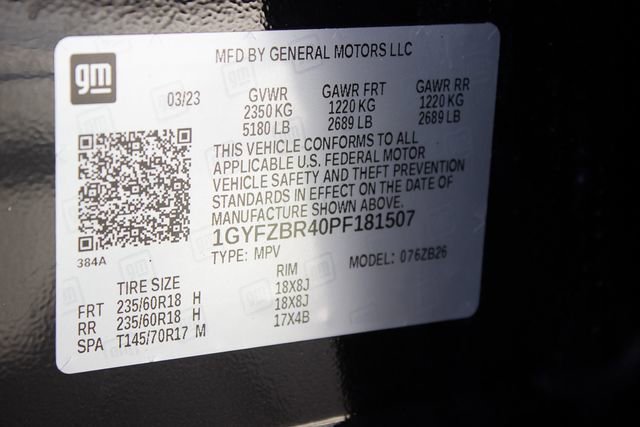 gm
MFD BY GENERAL MOTORS LLC
03/23 GVWR GAWR FRT GAWR RR
2350 KG 1220 KG 1220 KG
5180 LB 2689 LB 2689 LB
THIS VEHICLE CONFORMS TO ALL
APPLICABLE U.S. FEDERAL MOTOR
VEHICLE SAFETY AND THEFT PREVENTION
STANDARDS IN EFFECT ON THE DATE OF
MANUFACTURE SHOWN ABOVE.
1GYFZBR40PF181507
384A TYPE: MPV MODEL: 076ZB26
TIRE SIZE RIM
FRT 235/60R18 H 18X8J
RR 235/60R18 H 18X8J
SPA T145/70R17 M 17X4B